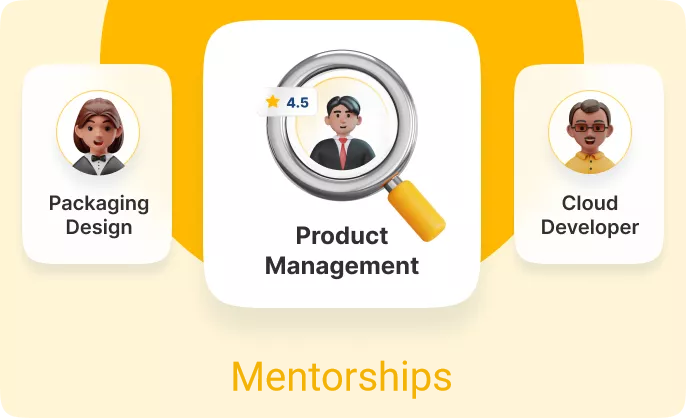 4.5
Packaging
Design
Product
Management
Cloud
Developer
Mentorships